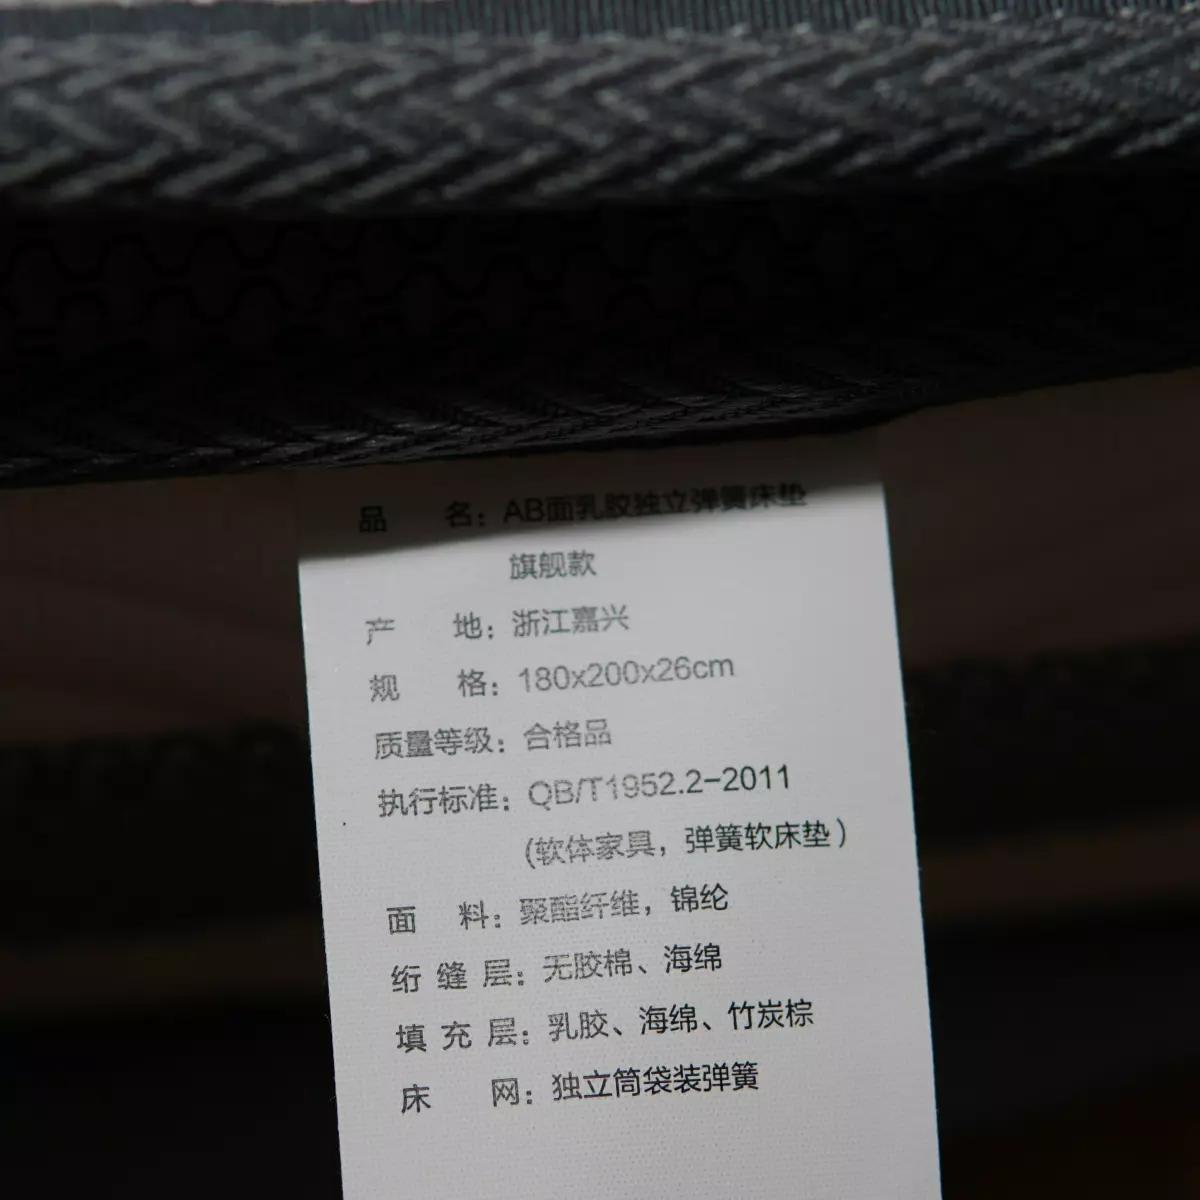 品 名：AB面乳胶独立弹簧床垫
旗舰款
产 地：浙江嘉兴
规 格：180x200x26cm
质量等级：合格品
执行标准：QB/T1952.2-2011
(软体家具，弹簧软床垫）
面 料：聚酯纤维，锦纶
绗 缝 层：无胶棉、海绵
填 充 层：乳胶、海绵、竹炭棕
床 网：独立筒袋装弹簧